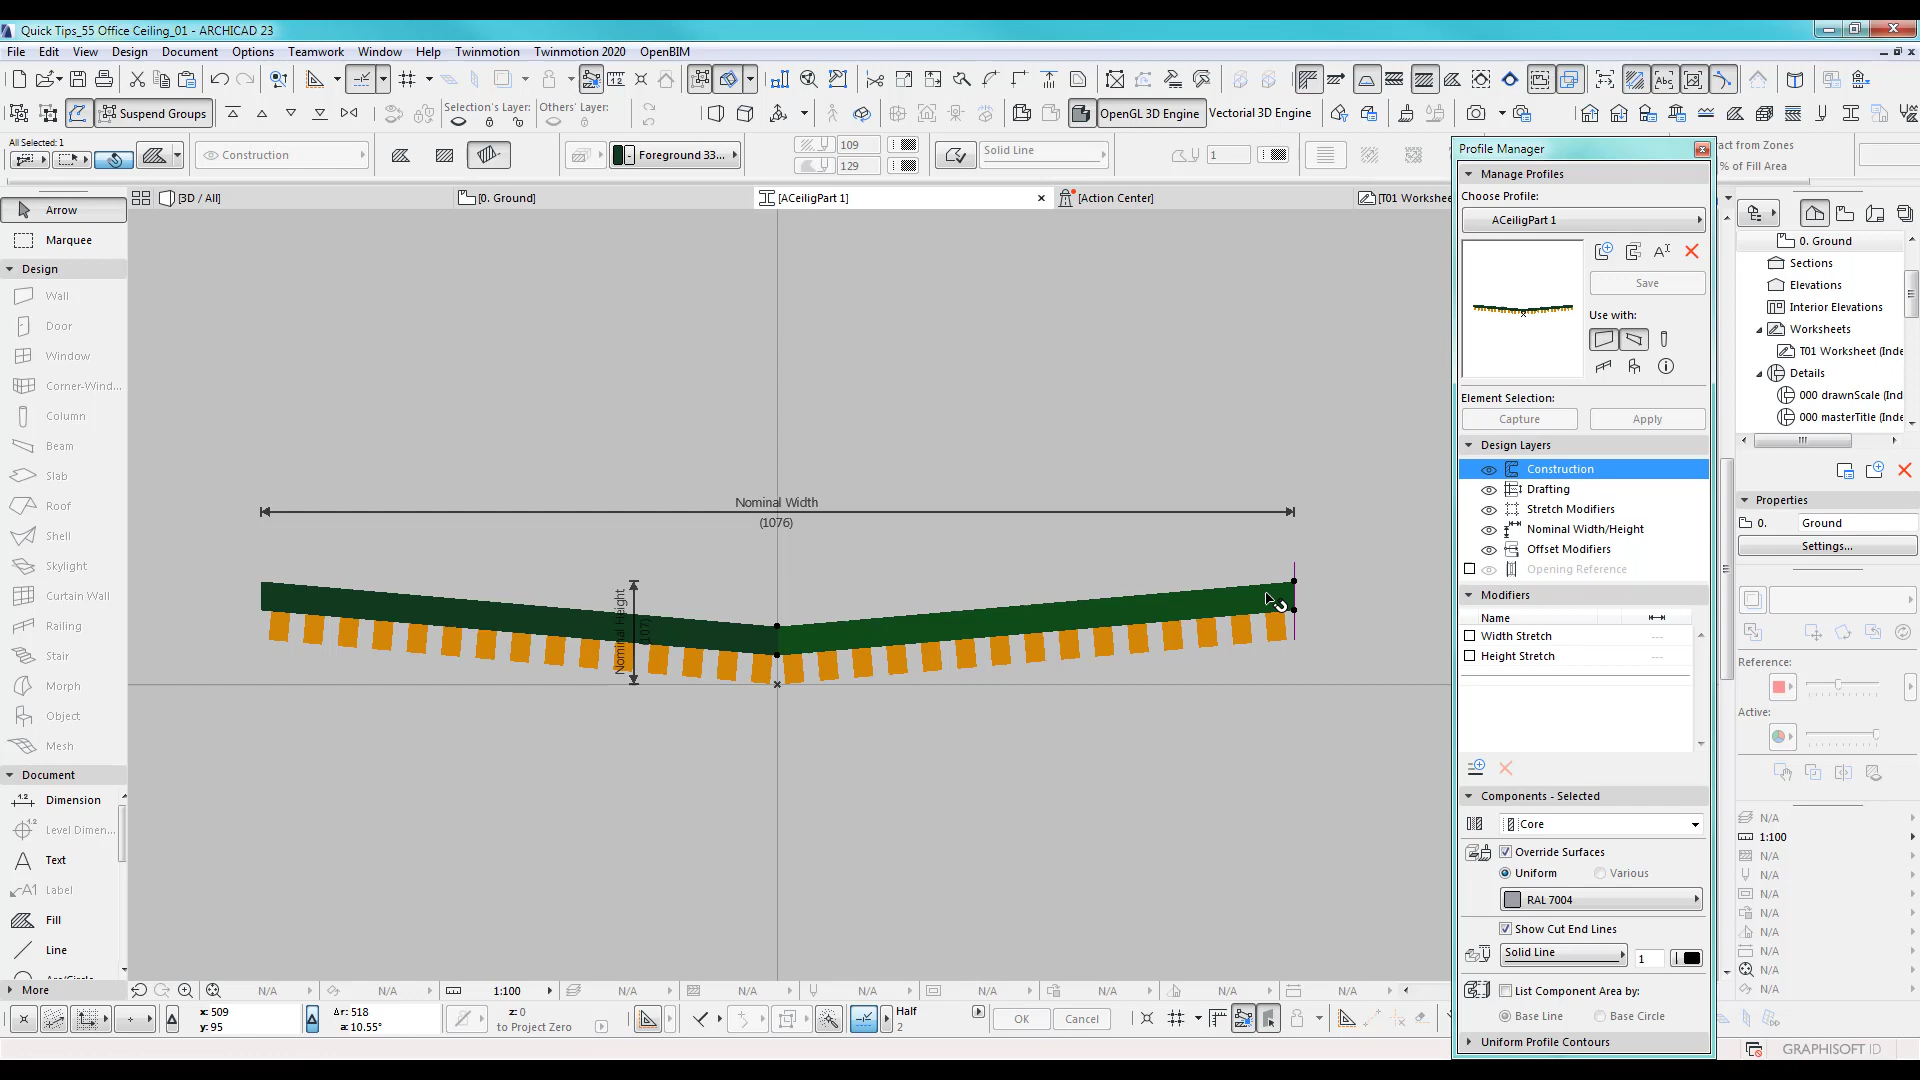 Quick Tips_55 Office Ceiling_01 - ARCHICAD 23
File Edit View Design Document Options Teamwork Window Help Twinmotion Twinmotion 2020 OpenBIM
Suspend Groups
Selection's Layer: Others' Layer:
OpenGL 3D Engine Vectorial 3D Engine
All Selected: 1
Construction
Foreground 33...
109
129
Solid Line
1
act from Zones
% of Fill Area
[3D / All]
[0. Ground]
[ACeiligPart 1]
[Action Center]
[T01 Workshee
Arrow
Marquee
Design
Wall
Door
Window
Corner-Wind...
Column
Beam
Slab
Roof
Shell
Skylight
Curtain Wall
Railing
Stair
Morph
Object
Mesh
Document
1.2 Dimension
Level Dimen...
Text
A1 Label
Fill
Line
Arc/Circle
More
Nominal Width
(1076)
Nominal Height
(107)
Profile Manager
Manage Profiles
Choose Profile:
ACeiligPart 1
Save
Use with:
Element Selection:
Capture Apply
Design Layers
Construction
Drafting
Stretch Modifiers
Nominal Width/Height
Offset Modifiers
Opening Reference
Modifiers
Name
Width Stretch ---
Height Stretch ---
Components - Selected
Core
Override Surfaces
Uniform Various
RAL 7004
Show Cut End Lines
Solid Line 1
List Component Area by:
Base Line Base Circle
Uniform Profile Contours
0. Ground
Sections
Elevations
Interior Elevations
Worksheets
T01 Worksheet (Inde
Details
000 drawnScale (Ind
000 masterTitle (Inde
Properties
0. Ground
Settings...
Reference:
Active:
N/A
1:100
N/A
N/A
N/A
N/A
N/A
N/A
N/A
N/A
N/A N/A 1:100 N/A N/A N/A N/A N/A N/A
x: 509
y: 95
Δr: 518
a: 10.55°
z: 0
to Project Zero
Half
2
OK Cancel
GRAPHISOFT ID